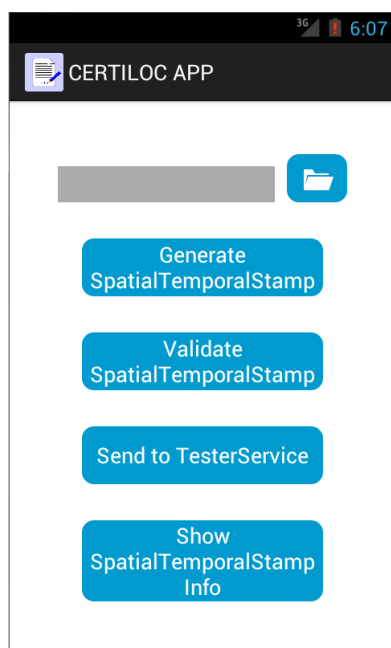 3G 6:07
CERTILOC APP
Generate
SpatialTemporalStamp
Validate
SpatialTemporalStamp
Send to TesterService
Show
SpatialTemporalStamp
Info